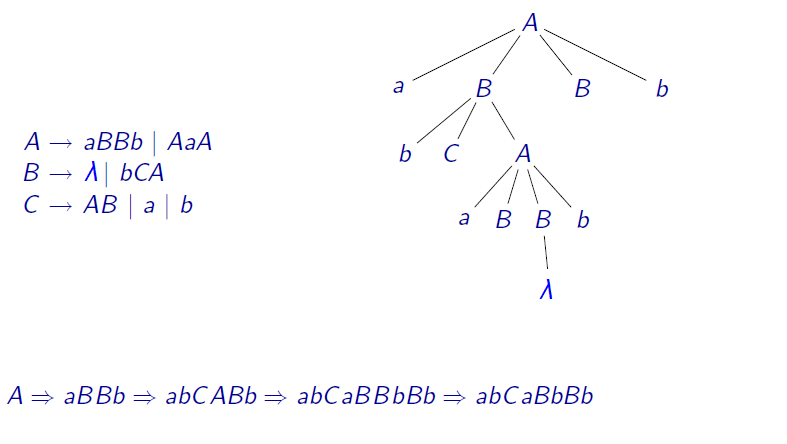 A
a B B b
A → aBBb | AaA
b C A
B → λ | bCA
C → AB | a | b
a B B b
λ
A ⇒ aBBb ⇒ abCABb ⇒ abCaBBbBb ⇒ abCaBbBb